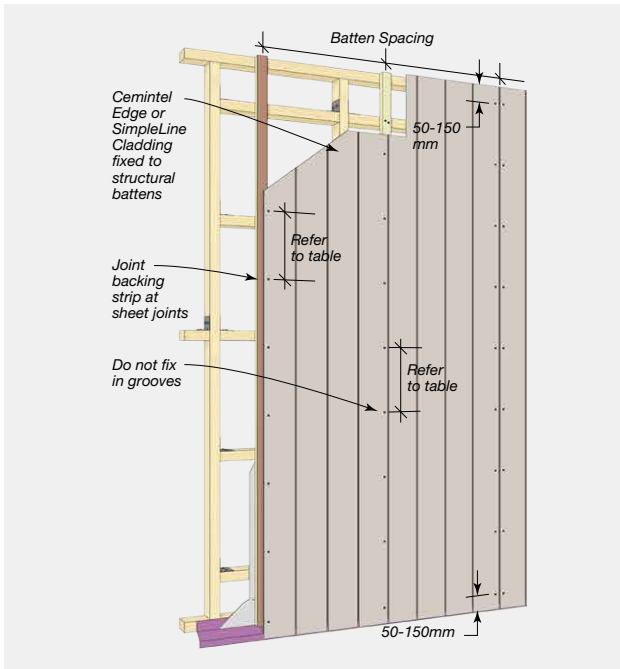 Batten Spacing
Cemintel
Edge or
SimpleLine
Cladding
fixed to
structural
battens
50-150
mm
Refer
to table
Joint
backing
strip at
sheet joints
Do not fix
in grooves
Refer
to table
50-150mm